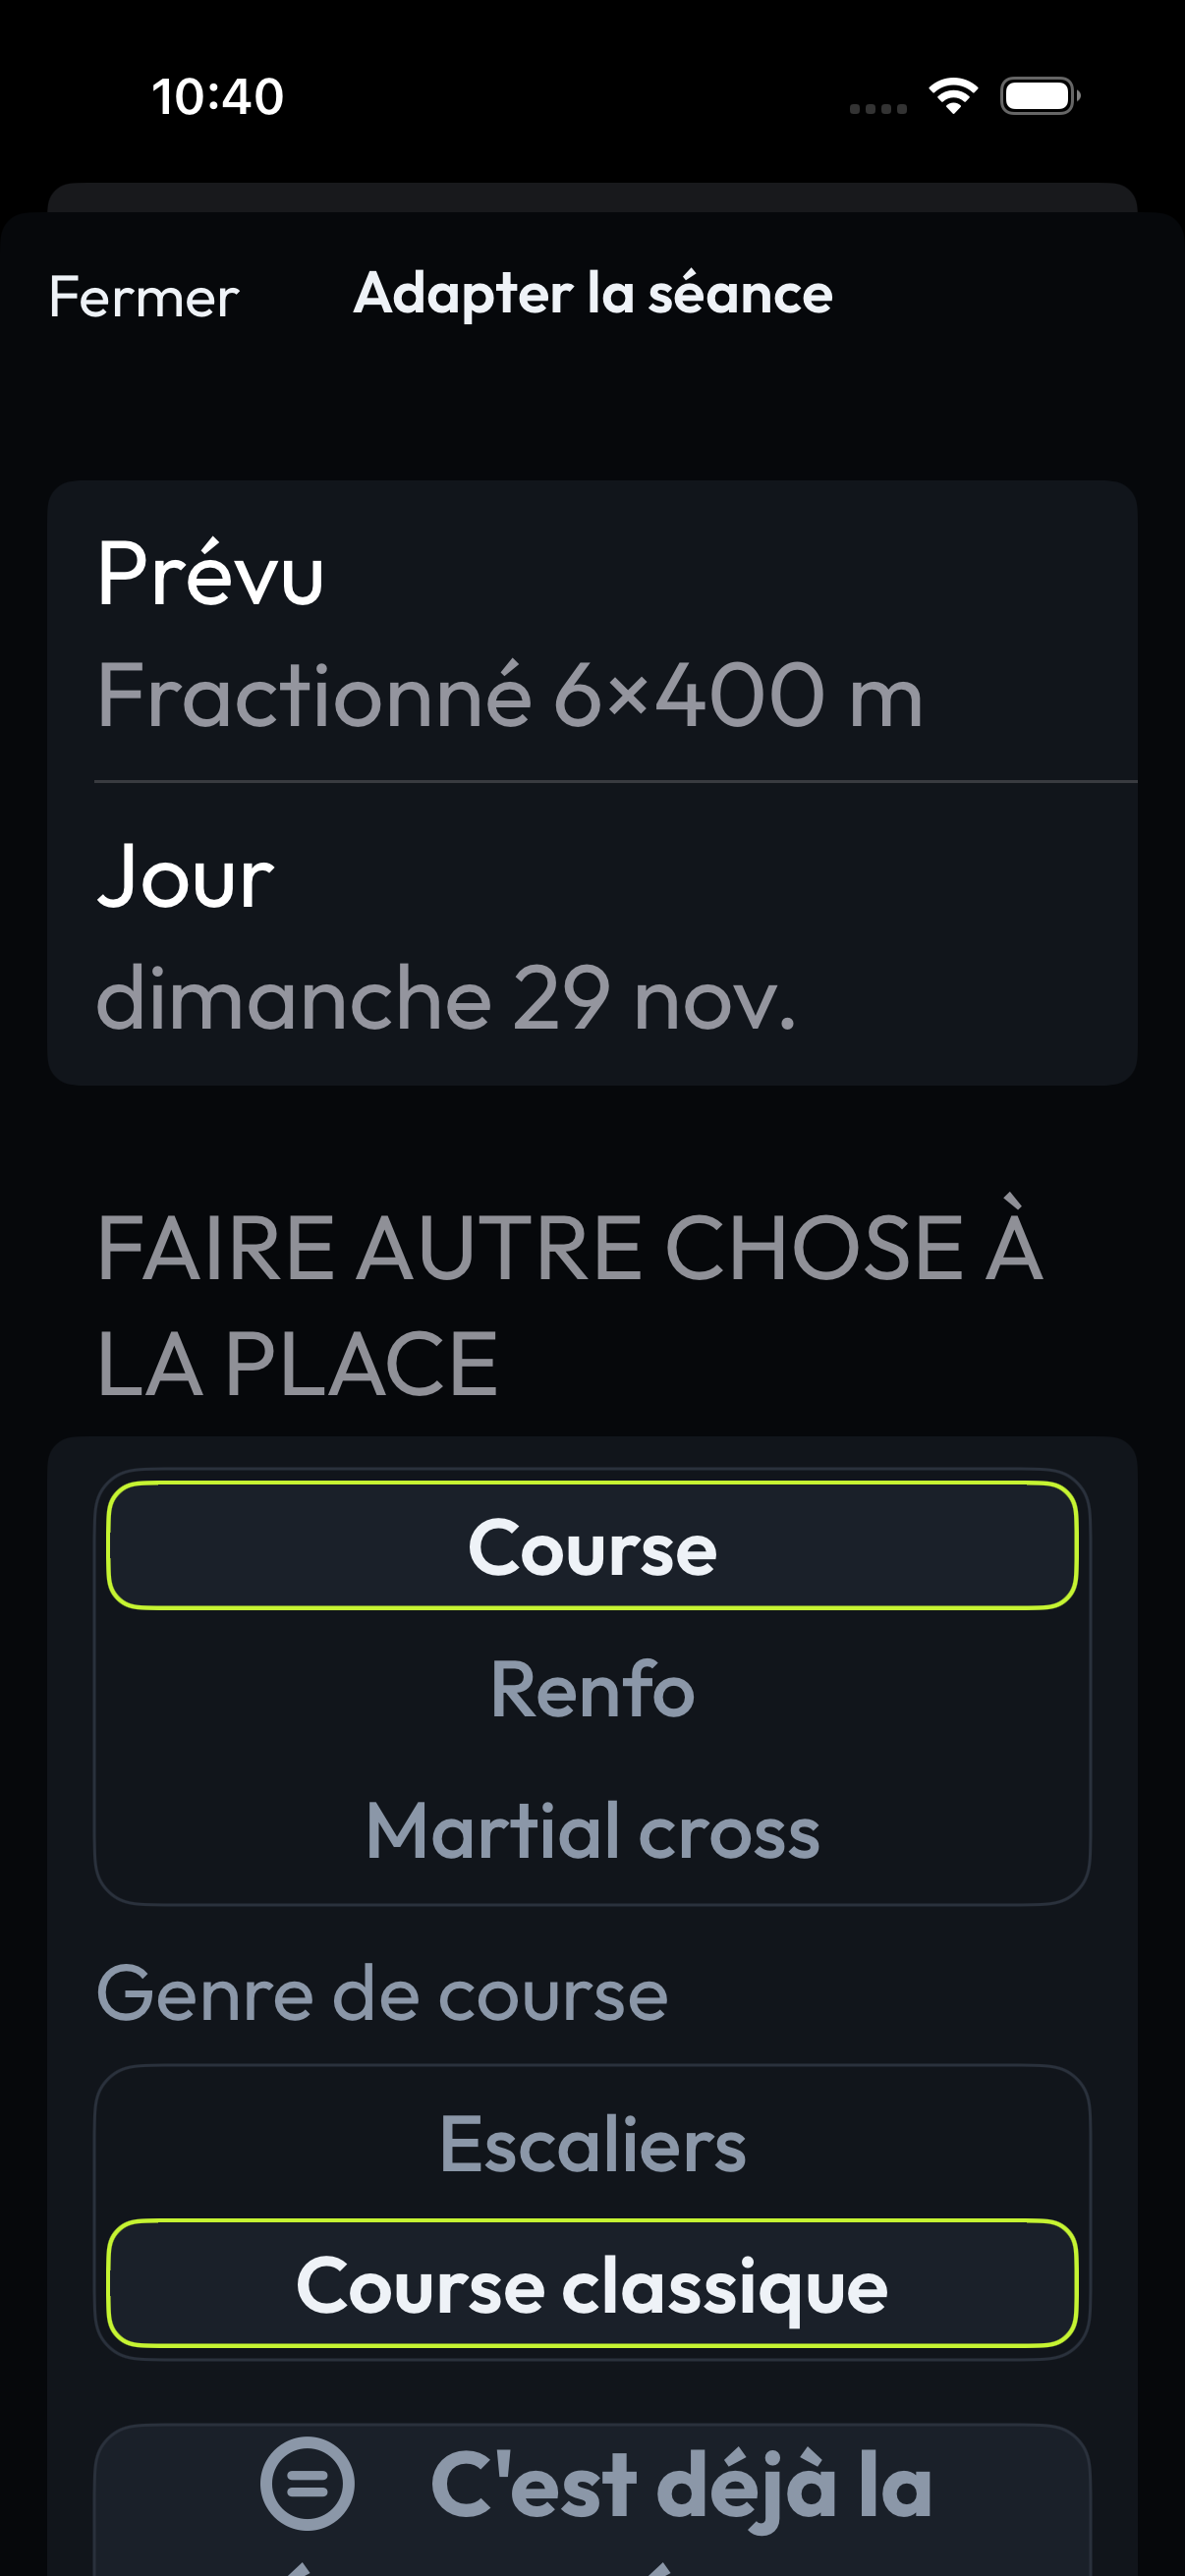 10:40
Fermer
Adapter la séance
Prévu
Fractionné 6×400 m
Jour
dimanche 29 nov.
FAIRE AUTRE CHOSE À
LA PLACE
Course
Renfo
Martial cross
Genre de course
Escaliers
Course classique
C'est déjà la